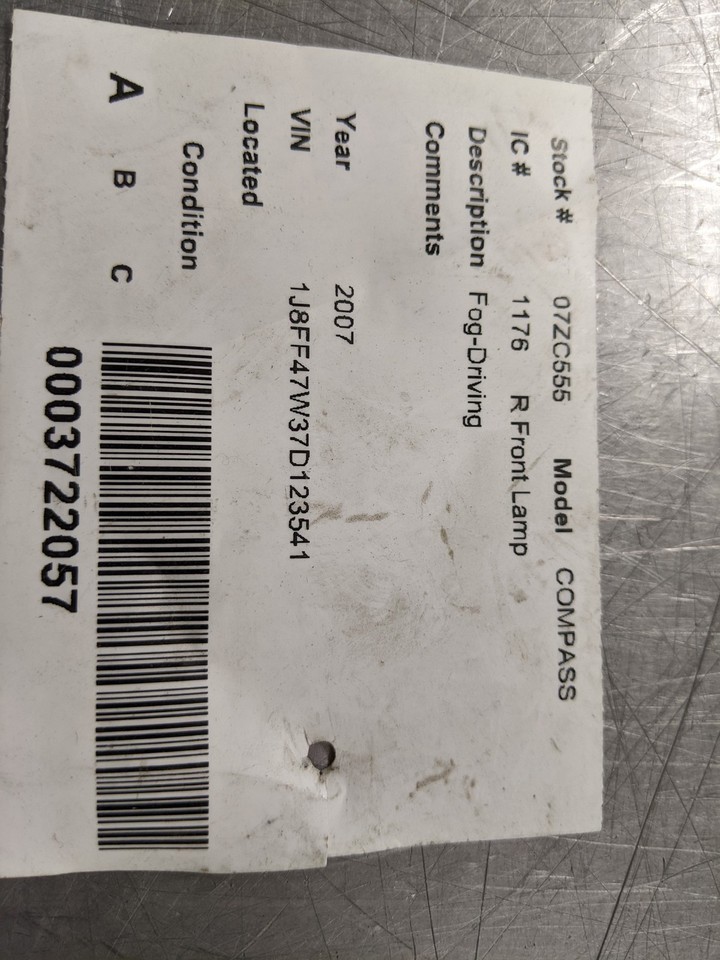 Stock # 07ZC555 Model COMPASS
IC # 1176 R Front Lamp
Description Fog-Driving
Comments
Year 2007
VIN 1J8FF47W37D123541
Located
Condition
A B C
0003722057